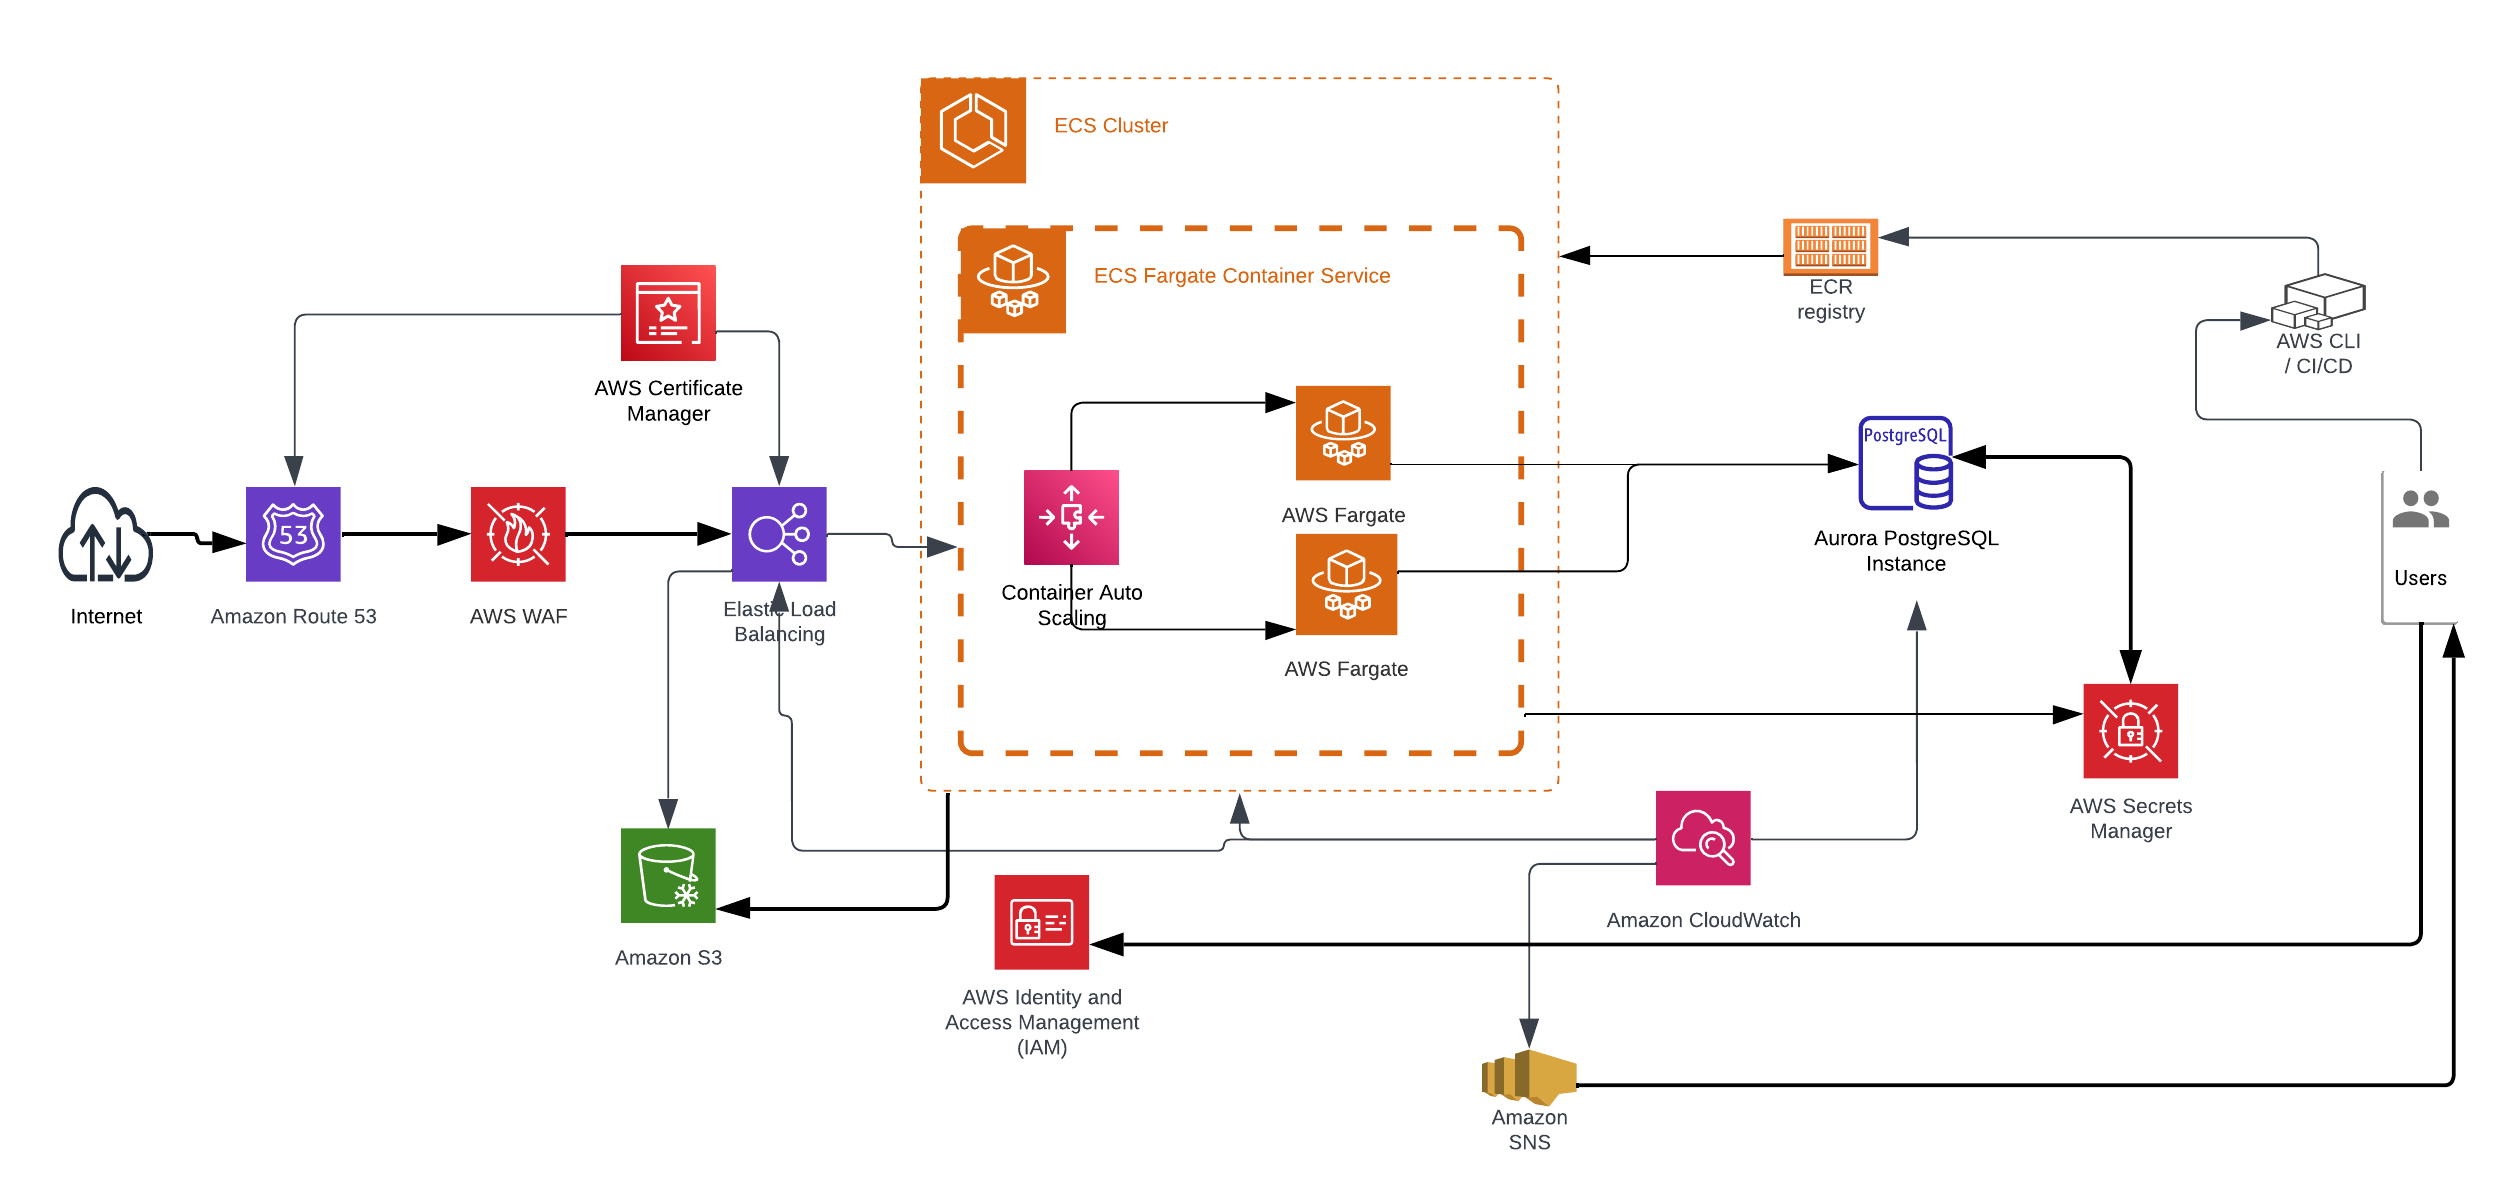 ECS Cluster
ECS Fargate Container Service
ECR
registry
AWS CLI
/ CI/CD
AWS Certificate
Manager
PostgreSQL
53
AWS Fargate
Aurora PostgreSQL
Instance
Users
Internet
Amazon Route 53
AWS WAF
Elastic Load
Balancing
Container Auto
Scaling
AWS Fargate
AWS Secrets
Manager
Amazon CloudWatch
Amazon S3
AWS Identity and
Access Management
(IAM)
Amazon
SNS